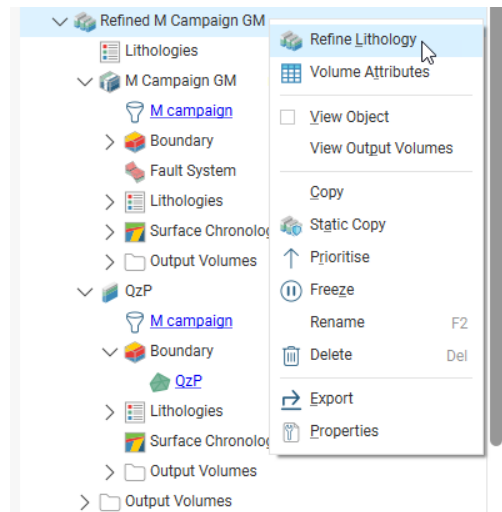 Refined M Campaign GM
Lithologies
M Campaign GM
M campaign
Boundary
Fault System
Lithologies
Surface Chronolog
Output Volumes
QzP
M campaign
Boundary
QzP
Lithologies
Surface Chronolog
Output Volumes
Output Volumes
Refine Lithology
Volume Attributes
View Object
View Output Volumes
Copy
Static Copy
Prioritise
Freeze
Rename F2
Delete Del
Export
Properties